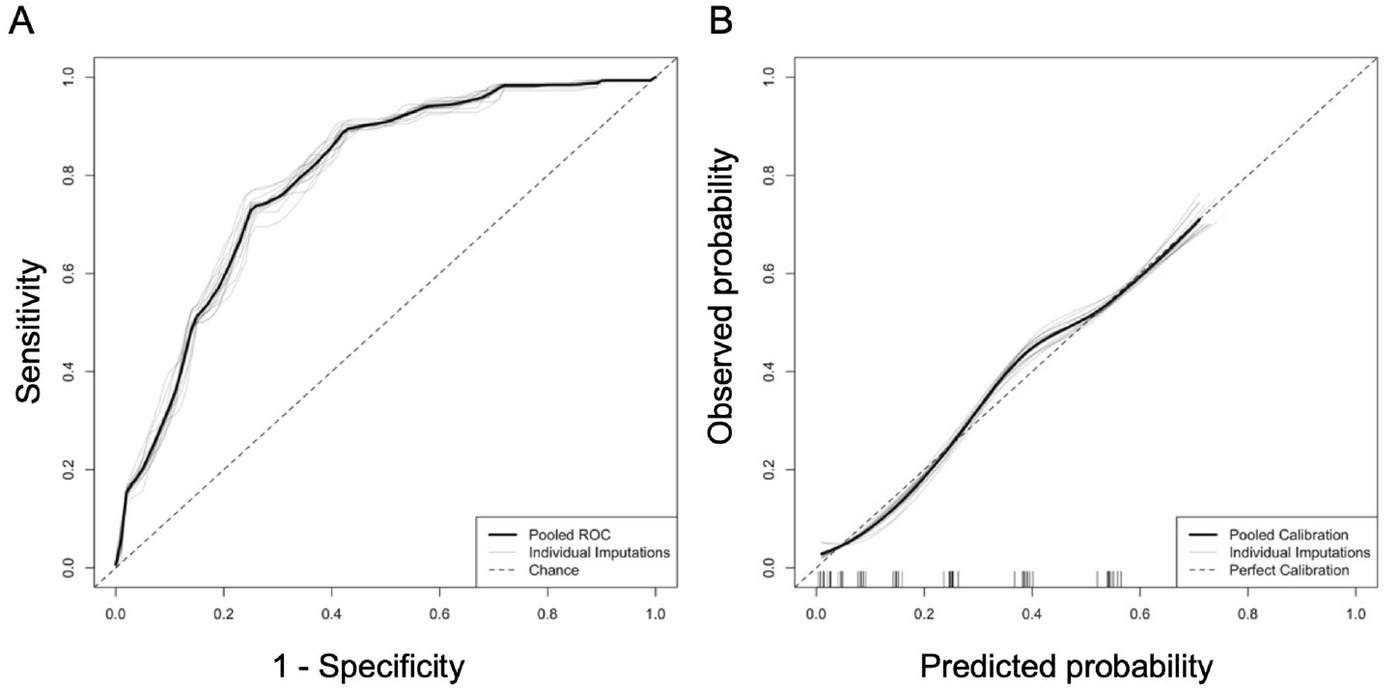 A
Sensitivity
1.0
0.8
0.6
0.4
0.2
0.0
Pooled ROC
Individual Imputations
Chance
0.0 0.2 0.4 0.6 0.8 1.0
1 - Specificity
B
Observed probability
1.0
0.8
0.6
0.4
0.2
0.0
Pooled Calibration
Individual Imputations
Perfect Calibration
0.0 0.2 0.4 0.6 0.8 1.0
Predicted probability